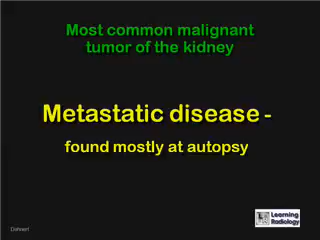 Most common malignant
tumor of the kidney
Metastatic disease -
found mostly at autopsy
Learning
Radiology
Dahnert